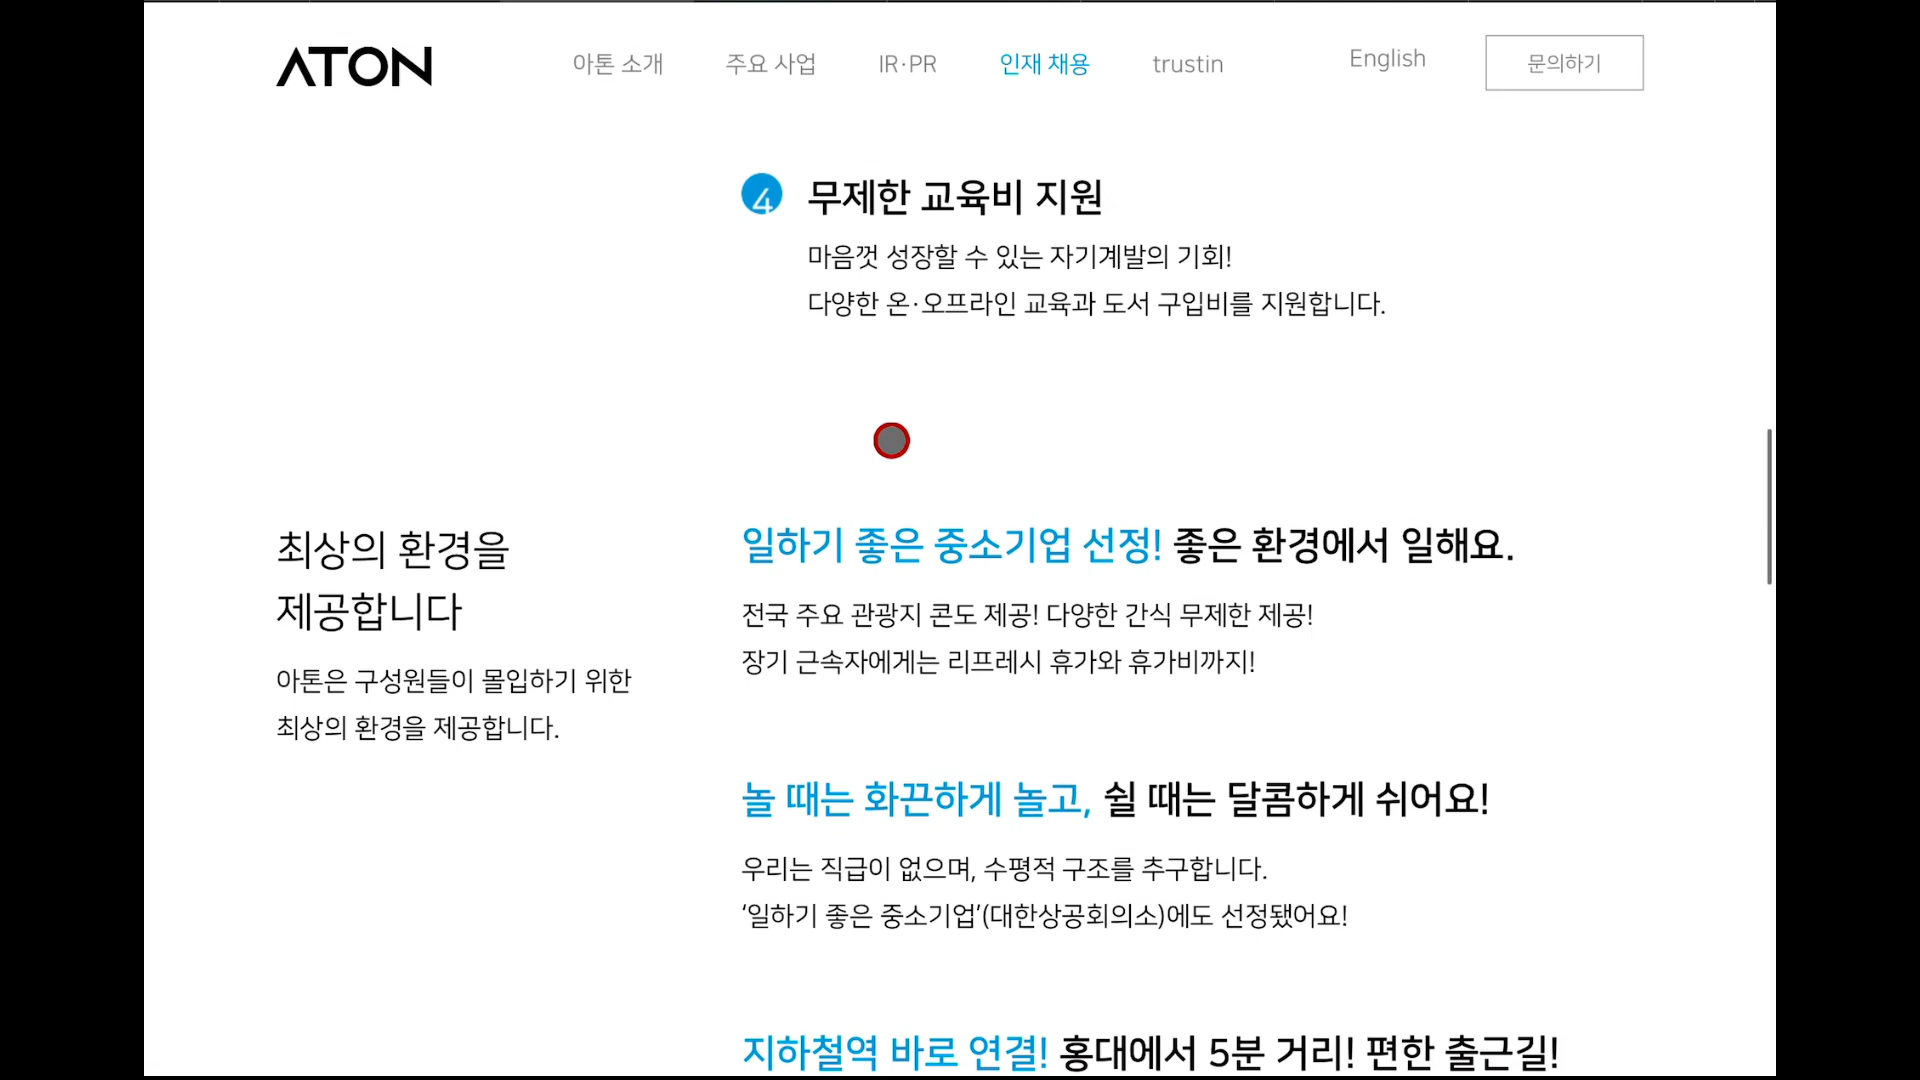 ATON
아톤 소개
주요 사업
IR·PR
인재 채용
trustin
English
문의하기
4 무제한 교육비 지원
마음껏 성장할 수 있는 자기계발의 기회!
다양한 온·오프라인 교육과 도서 구입비를 지원합니다.
최상의 환경을
제공합니다
아톤은 구성원들이 몰입하기 위한
최상의 환경을 제공합니다.
일하기 좋은 중소기업 선정! 좋은 환경에서 일해요.
전국 주요 관광지 콘도 제공! 다양한 간식 무제한 제공!
장기 근속자에게는 리프레시 휴가와 휴가비까지!
놀 때는 화끈하게 놀고, 쉴 때는 달콤하게 쉬어요!
우리는 직급이 없으며, 수평적 구조를 추구합니다.
‘일하기 좋은 중소기업’(대한상공회의소)에도 선정됐어요!
지하철역 바로 연결! 홍대에서 5분 거리! 편한 출근길!